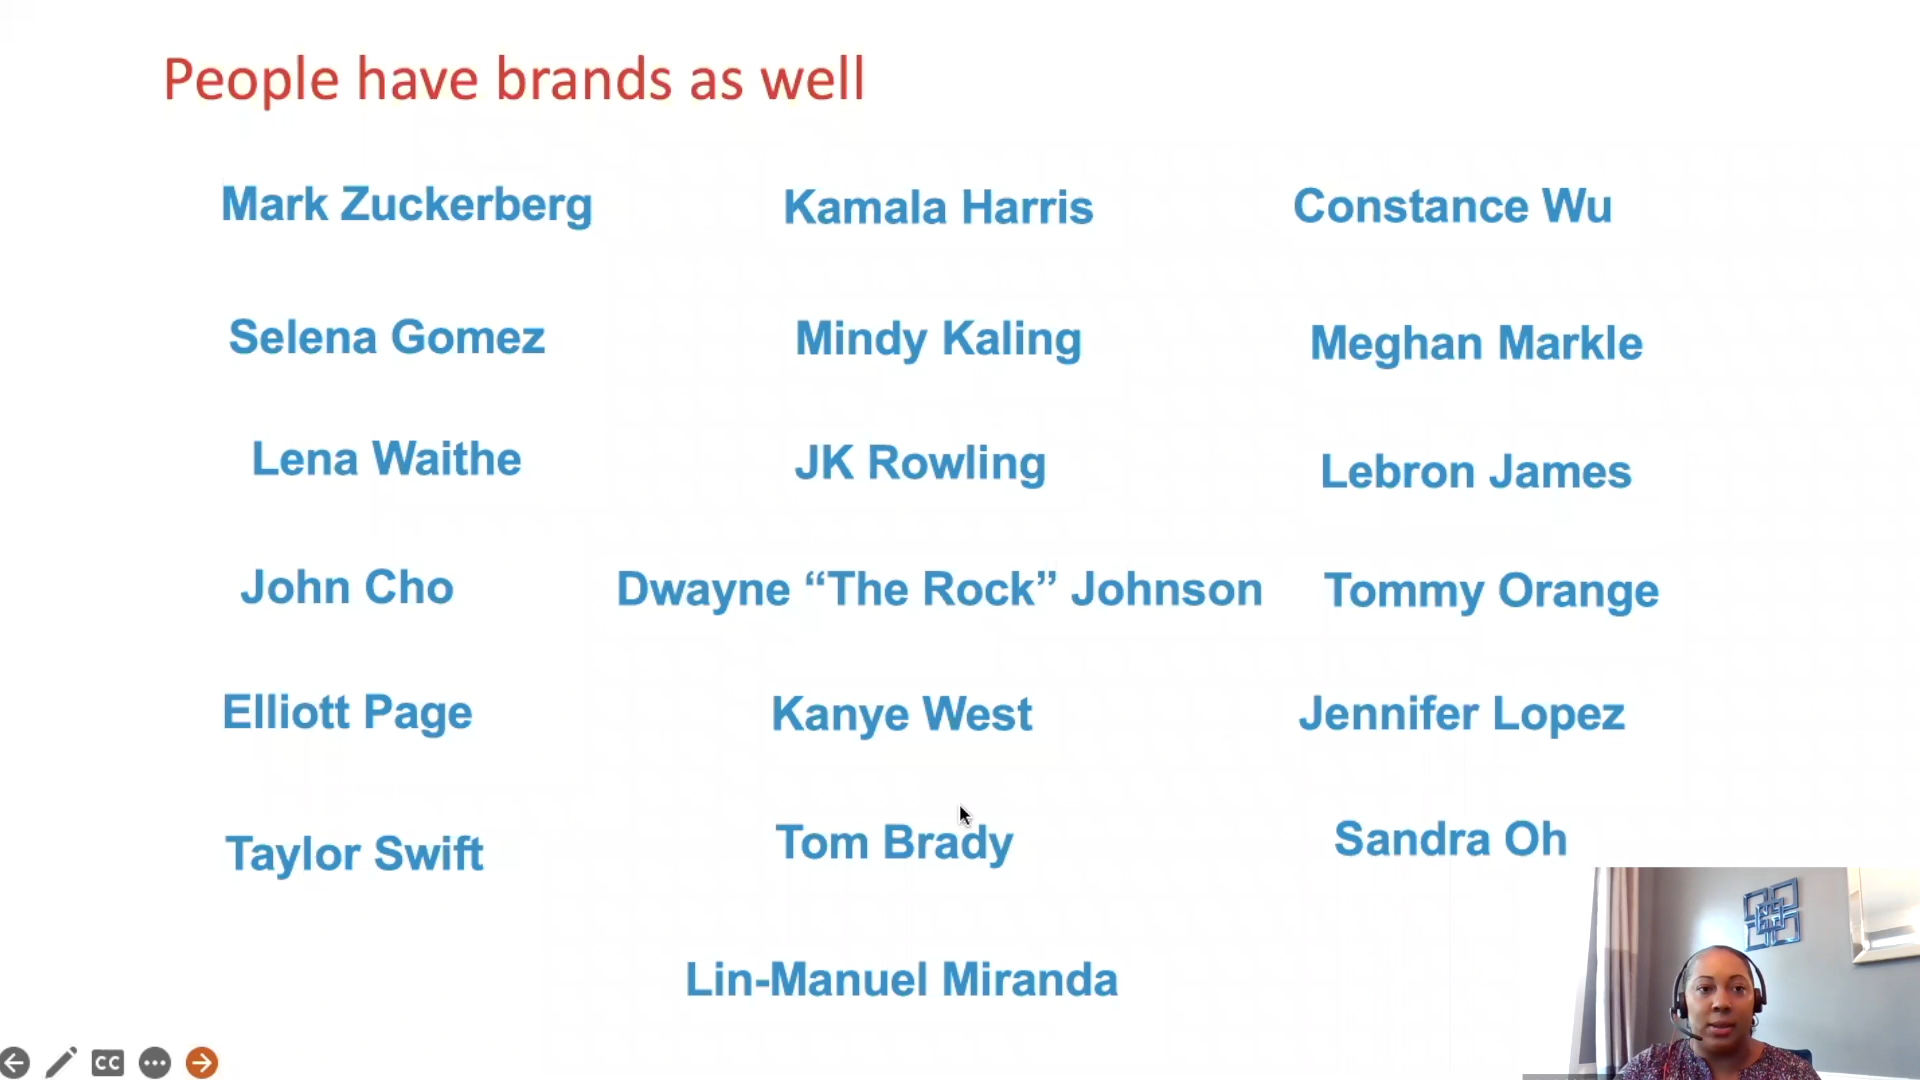 People have brands as well
Mark Zuckerberg
Kamala Harris
Constance Wu
Selena Gomez
Mindy Kaling
Meghan Markle
Lena Waithe
JK Rowling
Lebron James
John Cho
Dwayne “The Rock” Johnson
Tommy Orange
Elliott Page
Kanye West
Jennifer Lopez
Taylor Swift
Tom Brady
Sandra Oh
Lin-Manuel Miranda
CC